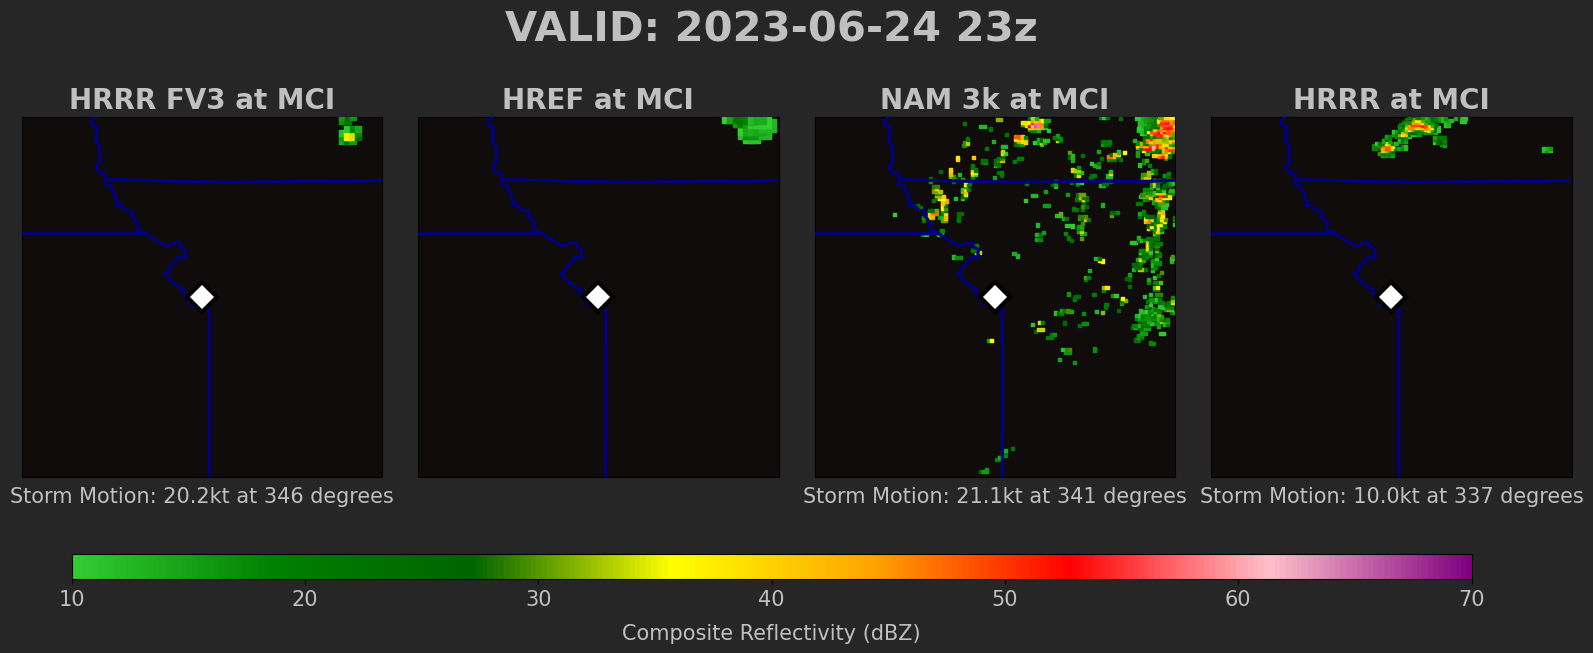 VALID: 2023-06-24 23z
HRRR FV3 at MCI
HREF at MCI
NAM 3k at MCI
HRRR at MCI
Storm Motion: 20.2kt at 346 degrees
Storm Motion: 21.1kt at 341 degrees
Storm Motion: 10.0kt at 337 degrees
10 20 30 40 50 60 70
Composite Reflectivity (dBZ)